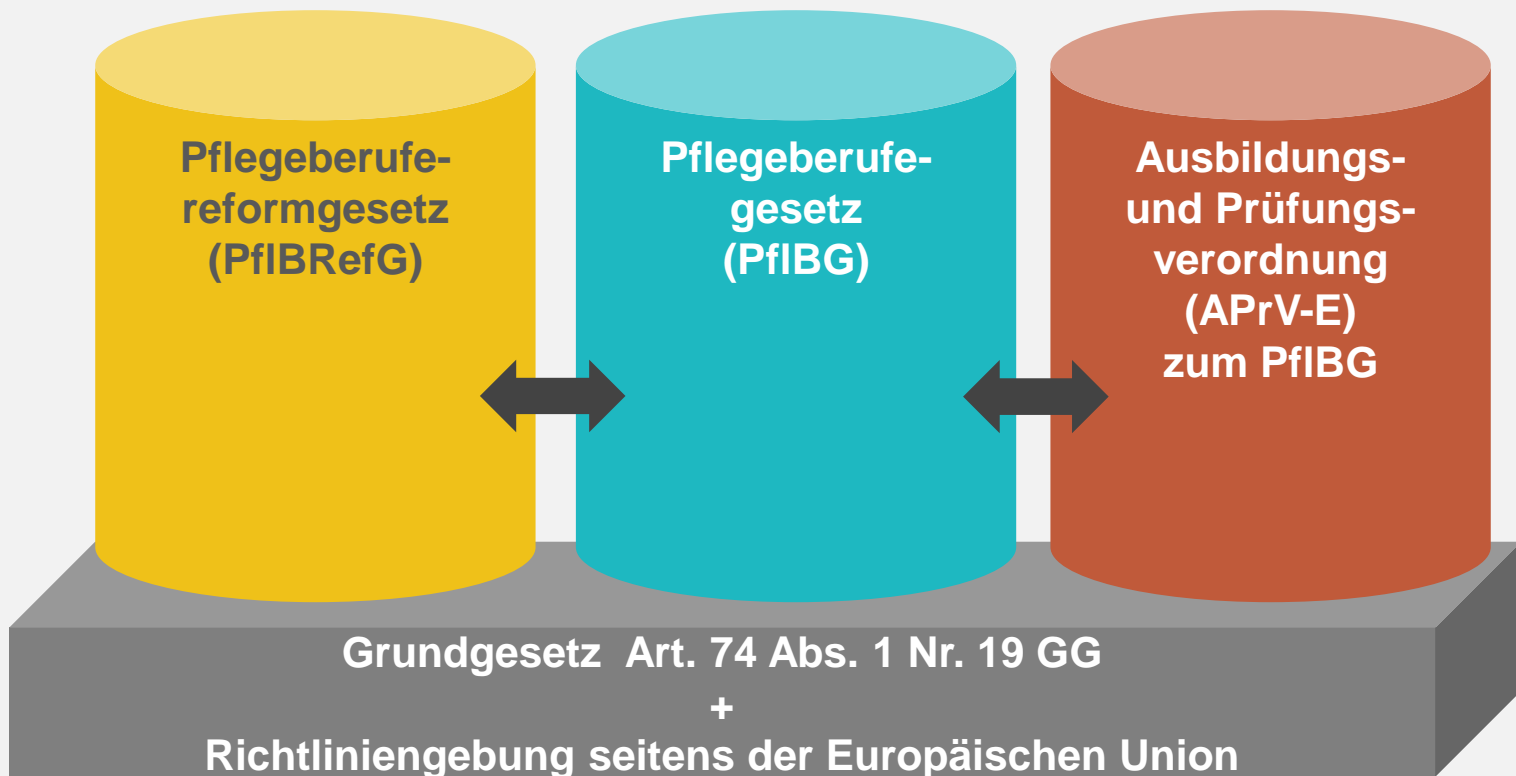 Pflegeberufe-
reformgesetz
(PflBRefG)
Pflegeberufe-
gesetz
(PflBG)
Ausbildungs-
und Prüfungs-
verordnung
(APrV-E)
zum PflBG
Grundgesetz Art. 74 Abs. 1 Nr. 19 GG
+
Richtliniengebung seitens der Europäischen Union